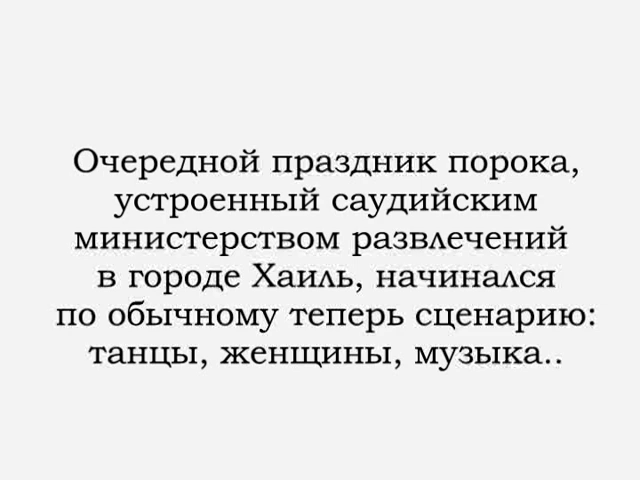 Очередной праздник порока,
устроенный саудийским
министерством развлечений
в городе Хаиль, начинался
по обычному теперь сценарию:
танцы, женщины, музыка..